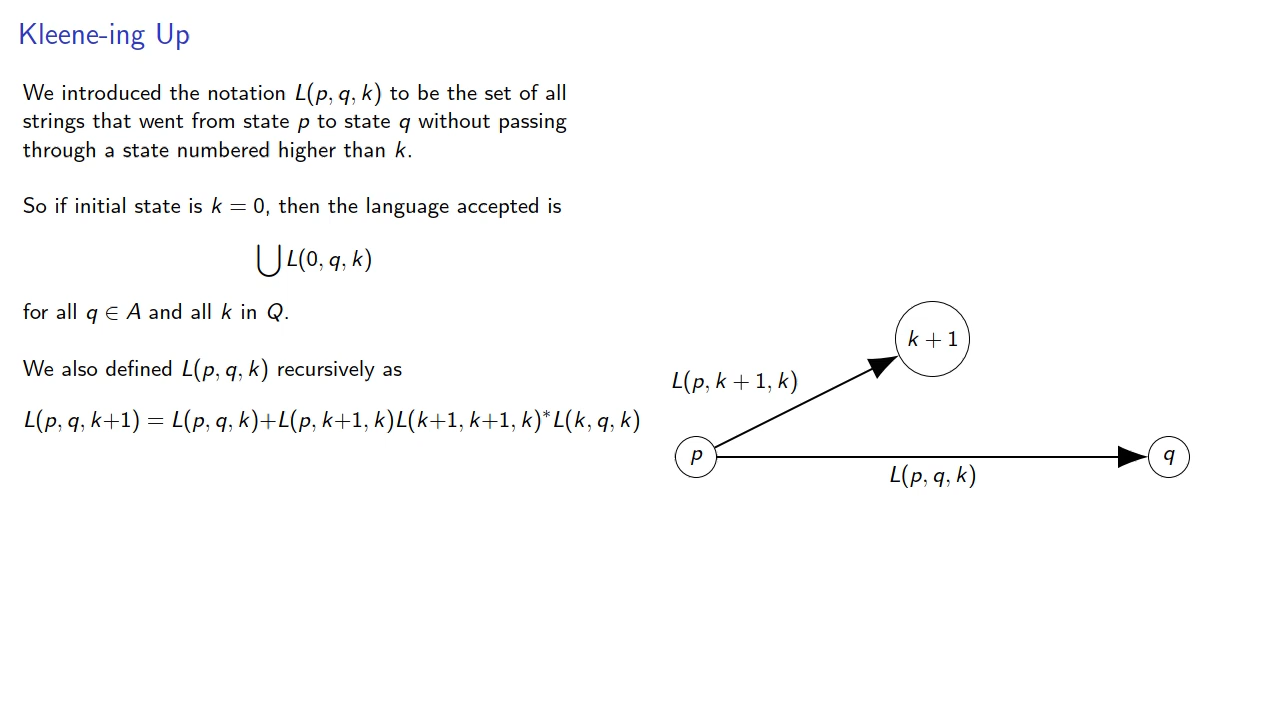 Kleene-ing Up
We introduced the notation L(p, q, k) to be the set of all
strings that went from state p to state q without passing
through a state numbered higher than k.
So if initial state is k = 0, then the language accepted is
⋃ L(0, q, k)
for all q ∈ A and all k in Q.
We also defined L(p, q, k) recursively as
L(p, q, k+1) = L(p, q, k)+L(p, k+1, k)L(k+1, k+1, k)*L(k, q, k)
k + 1
L(p, k + 1, k)
p
q
L(p, q, k)